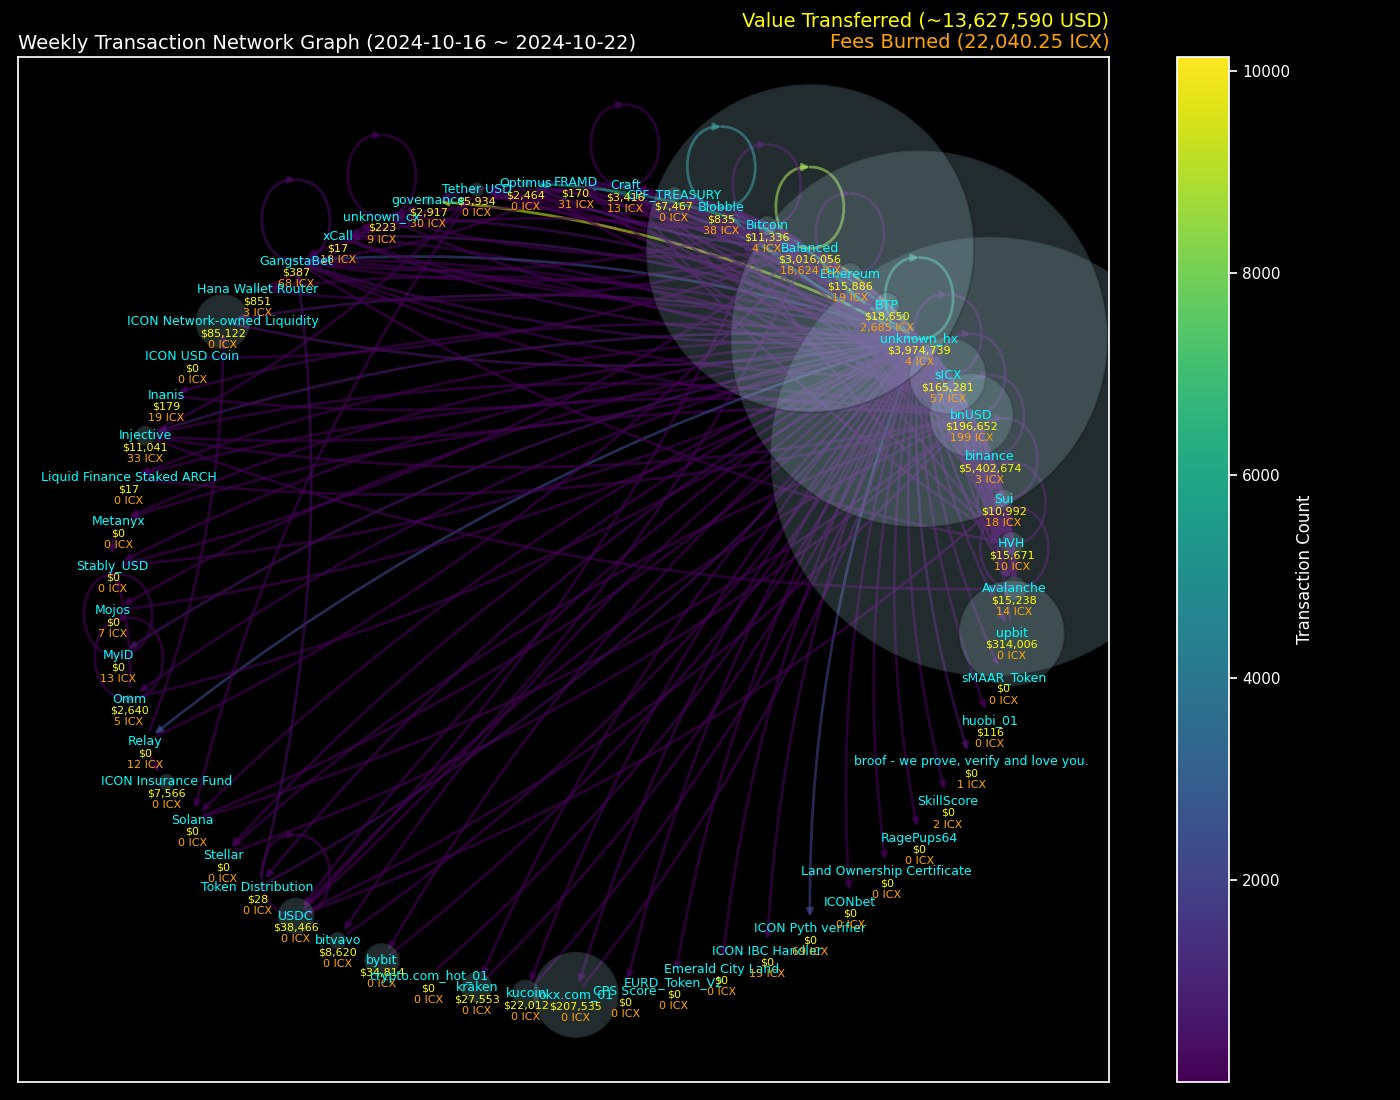 Value Transferred (~13,627,590 USD)
Weekly Transaction Network Graph (2024-10-16 ~ 2024-10-22)
Fees Burned (22,040.25 ICX)
Tether USD
$5,934
0 ICX
Optimus
$2,464
0 ICX
FRAMD
$170
31 ICX
Craft
$3,416
13 ICX
CPF_TREASURY
$7,467
0 ICX
governance
$2,917
30 ICX
Blobble
$835
38 ICX
unknown_cx
$223
9 ICX
Bitcoin
$11,336
4 ICX
xCall
$17
18 ICX
Balanced
$3,016,056
18,624 ICX
GangstaBet
$387
68 ICX
Ethereum
$15,886
19 ICX
Hana Wallet Router
$851
3 ICX
BTP
$18,650
2,685 ICX
ICON Network-owned Liquidity
$85,122
0 ICX
unknown_hx
$3,974,739
4 ICX
ICON USD Coin
$0
0 ICX
sICX
$165,281
57 ICX
Inanis
$179
19 ICX
bnUSD
$196,652
199 ICX
Injective
$11,041
33 ICX
binance
$5,402,674
3 ICX
Liquid Finance Staked ARCH
$17
0 ICX
Sui
$10,992
18 ICX
Metanyx
$0
0 ICX
HVH
$15,671
10 ICX
Stably_USD
$0
0 ICX
Avalanche
$15,238
14 ICX
Mojos
$0
7 ICX
upbit
$314,006
0 ICX
MyID
$0
13 ICX
sMAAR_Token
$0
0 ICX
Omm
$2,640
5 ICX
huobi_01
$116
0 ICX
Relay
$0
12 ICX
broof - we prove, verify and love you.
$0
1 ICX
ICON Insurance Fund
$7,566
0 ICX
SkillScore
$0
2 ICX
Solana
$0
0 ICX
RagePups64
$0
0 ICX
Stellar
$0
0 ICX
Land Ownership Certificate
$0
0 ICX
Token Distribution
$28
0 ICX
ICONbet
$0
0 ICX
USDC
$38,466
0 ICX
ICON Pyth verifier
$0
69 ICX
bitvavo
$8,620
0 ICX
ICON IBC Handler
$0
15 ICX
bybit
$34,814
0 ICX
Emerald City Land
$0
0 ICX
crypto.com_hot_01
$0
0 ICX
EURD_Token_V3
$0
0 ICX
kraken
$27,553
0 ICX
kucoin
$22,012
0 ICX
okx.com_01
$207,535
0 ICX
CPS Score
$0
0 ICX
10000
8000
6000
4000
2000
Transaction Count